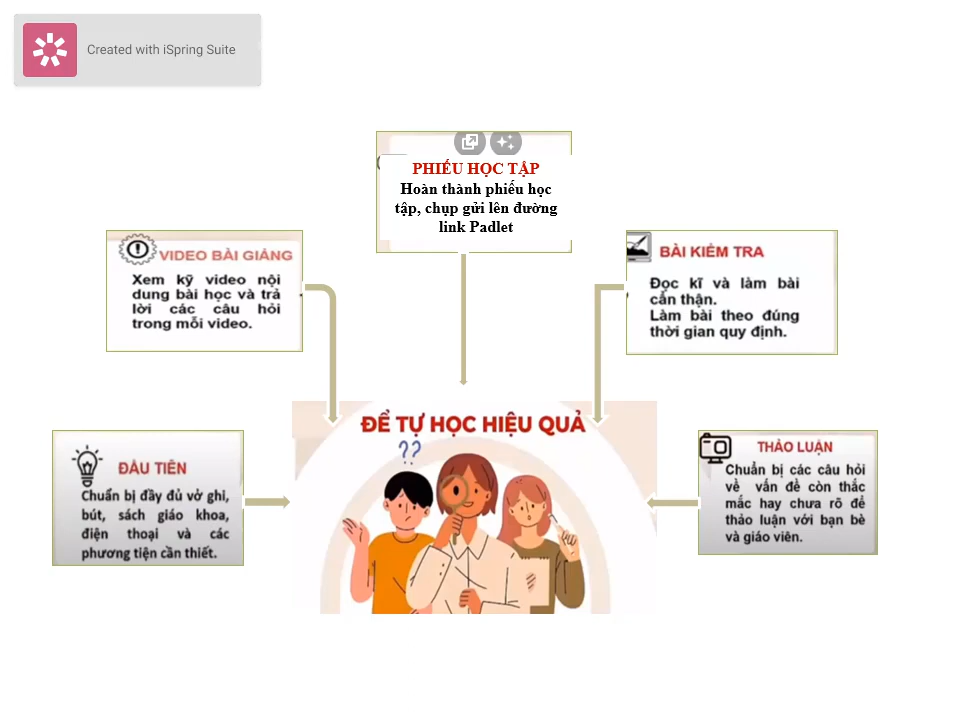 Created with iSpring Suite
PHIẾU HỌC TẬP
Hoàn thành phiếu học
tập, chụp gửi lên đường
link Padlet
VIDEO BÀI GIẢNG
Xem kỹ video nội
dung bài học và trả
lời các câu hỏi
trong mỗi video.
BÀI KIỂM TRA
Đọc kĩ và làm bài
cẩn thận.
Làm bài theo đúng
thời gian quy định.
ĐỂ TỰ HỌC HIỆU QUẢ
??
ĐẦU TIÊN
Chuẩn bị đầy đủ vở ghi,
bút, sách giáo khoa,
điện thoại và các
phương tiện cần thiết.
THẢO LUẬN
Chuẩn bị các câu hỏi
về vấn đề còn thắc
mắc hay chưa rõ để
thảo luận với bạn bè
và giáo viên.